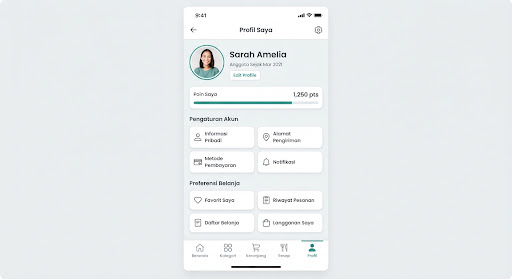 9:41
Profil Saya
Sarah Amelia
Anggota Sejak Mar 2021
Edit Profile
Poin Saya
1,250 pts
Pengaturan Akun
Informasi
Pribadi
Alamat
Pengiriman
Metode
Pembayaran
Notifikasi
Preferensi Belanja
Favorit Saya
Riwayat Pesanan
Daftar Belanja
Langganan Saya
Beranda
Kategori
Keranjang
Resep
Profil